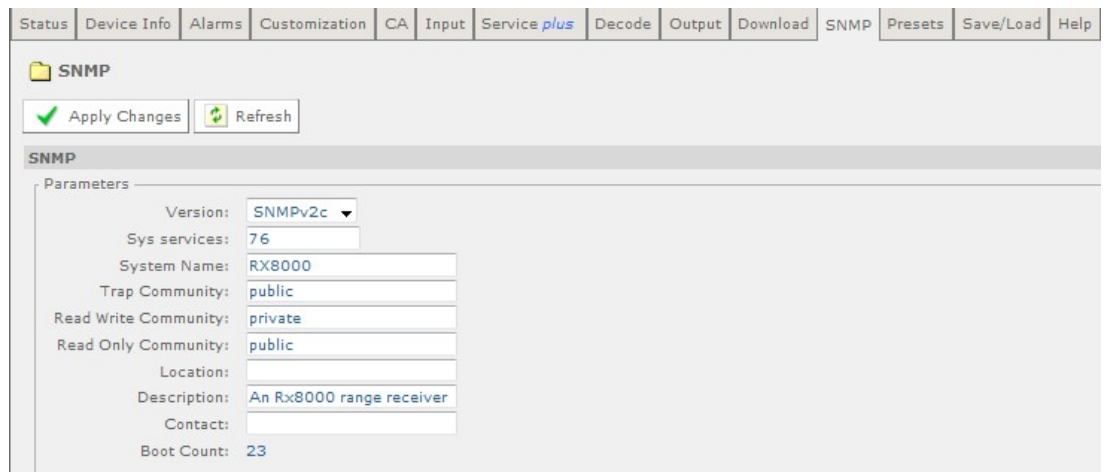 Status Device Info Alarms Customization CA Input Service plus Decode Output Download SNMP Presets Save/Load Help
SNMP
Apply Changes Refresh
SNMP
Parameters
Version: SNMPv2c
Sys services: 76
System Name: RX8000
Trap Community: public
Read Write Community: private
Read Only Community: public
Location:
Description: An Rx8000 range receiver
Contact:
Boot Count: 23